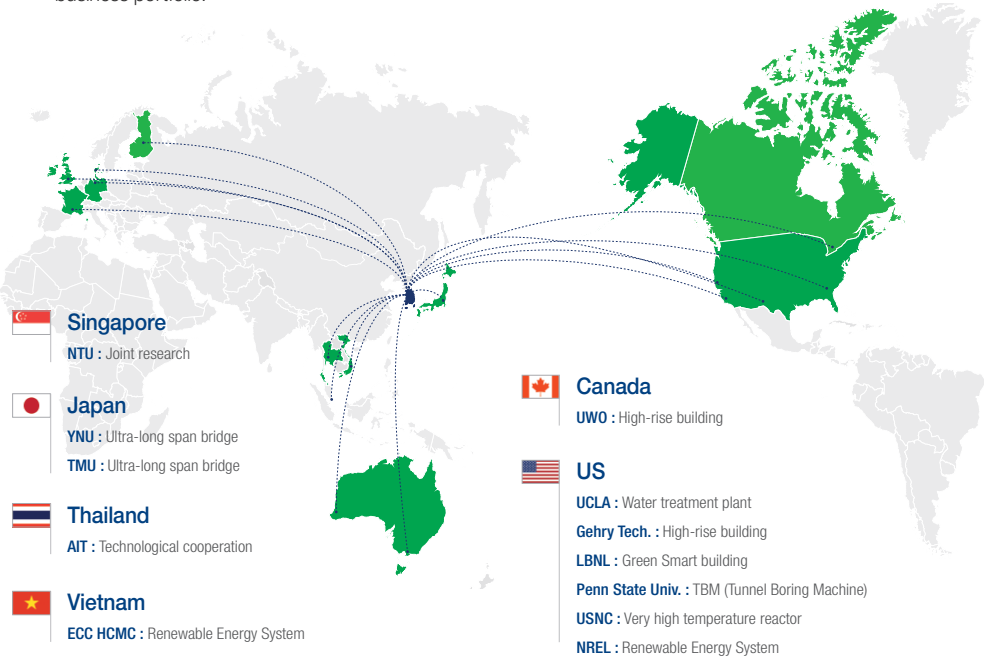 business portfolio.
Singapore
NTU : Joint research
Japan
YNU : Ultra-long span bridge
TMU : Ultra-long span bridge
Thailand
AIT : Technological cooperation
Vietnam
ECC HCMC : Renewable Energy System
Canada
UWO : High-rise building
US
UCLA : Water treatment plant
Gehry Tech. : High-rise building
LBNL : Green Smart building
Penn State Univ. : TBM (Tunnel Boring Machine)
USNC : Very high temperature reactor
NREL : Renewable Energy System